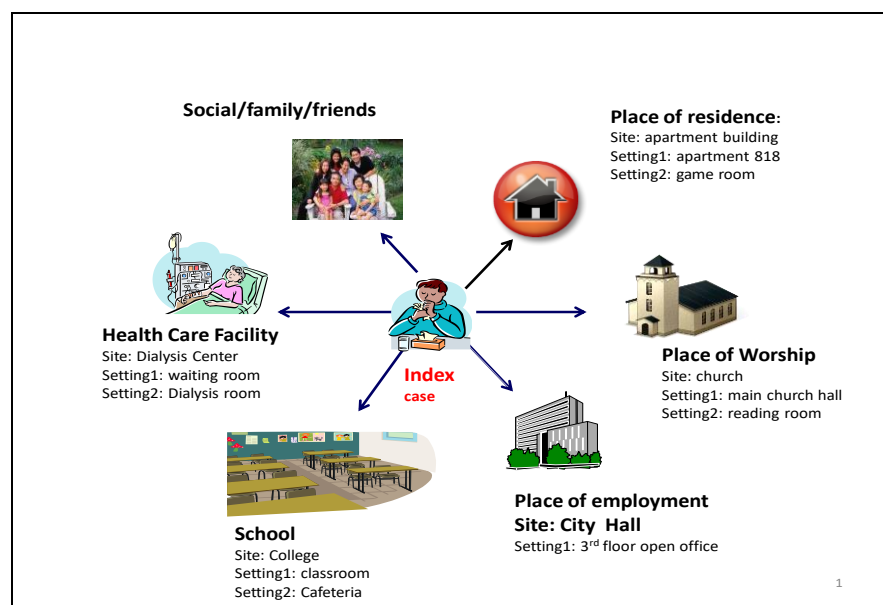 Social/family/friends
Place of residence:
Site: apartment building
Setting1: apartment 818
Setting2: game room
Health Care Facility
Site: Dialysis Center
Setting1: waiting room
Setting2: Dialysis room
Index
case
Place of Worship
Site: church
Setting1: main church hall
Setting2: reading room
School
Site: College
Setting1: classroom
Setting2: Cafeteria
Place of employment
Site: City Hall
Setting1: 3rd floor open office
1